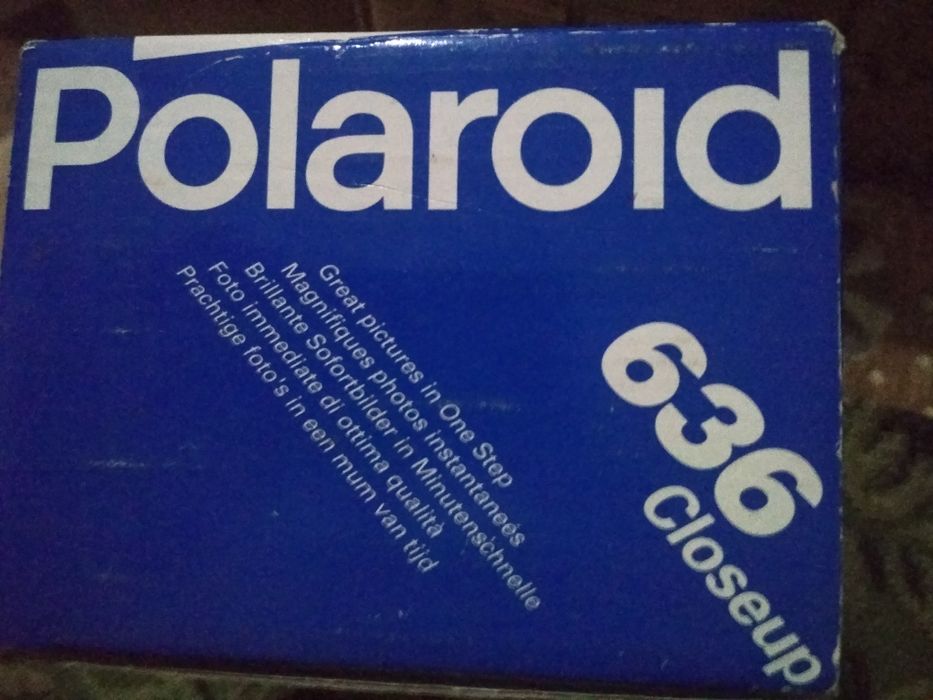 Polaroid
Great pictures in One Step
Magnifiques photos instantaneés
Brillante Sofortbilder in Minutenschnelle
Foto immediate di ottima qualità
Prachtige foto's in een mum van tijd
636
Closeup